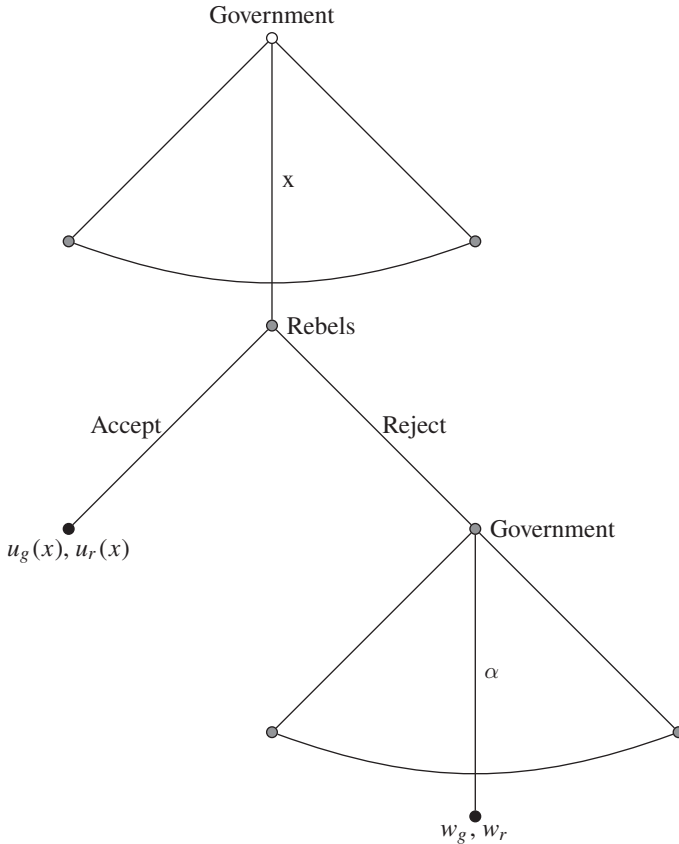 Government
x
Rebels
Accept
Reject
u_g(x), u_r(x)
Government
α
w_g, w_r